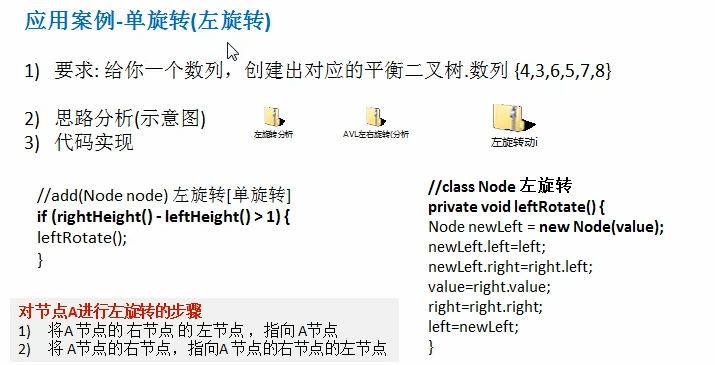 应用案例-单旋转(左旋转)
1) 要求: 给你一个数列，创建出对应的平衡二叉树.数列 {4,3,6,5,7,8}
2) 思路分析(示意图)
3) 代码实现
左旋转分析
AVL左右旋转(分析
左旋转动i
//add(Node node) 左旋转[单旋转]
if (rightHeight() - leftHeight() > 1) {
leftRotate();
}
//class Node 左旋转
private void leftRotate() {
Node newLeft = new Node(value);
newLeft.left=left;
newLeft.right=right.left;
value=right.value;
right=right.right;
left=newLeft;
}
对节点A进行左旋转的步骤
1) 将A 节点的 右节点 的 左节点 ，指向 A节点
2) 将 A节点的右节点，指向A 节点的右节点的左节点